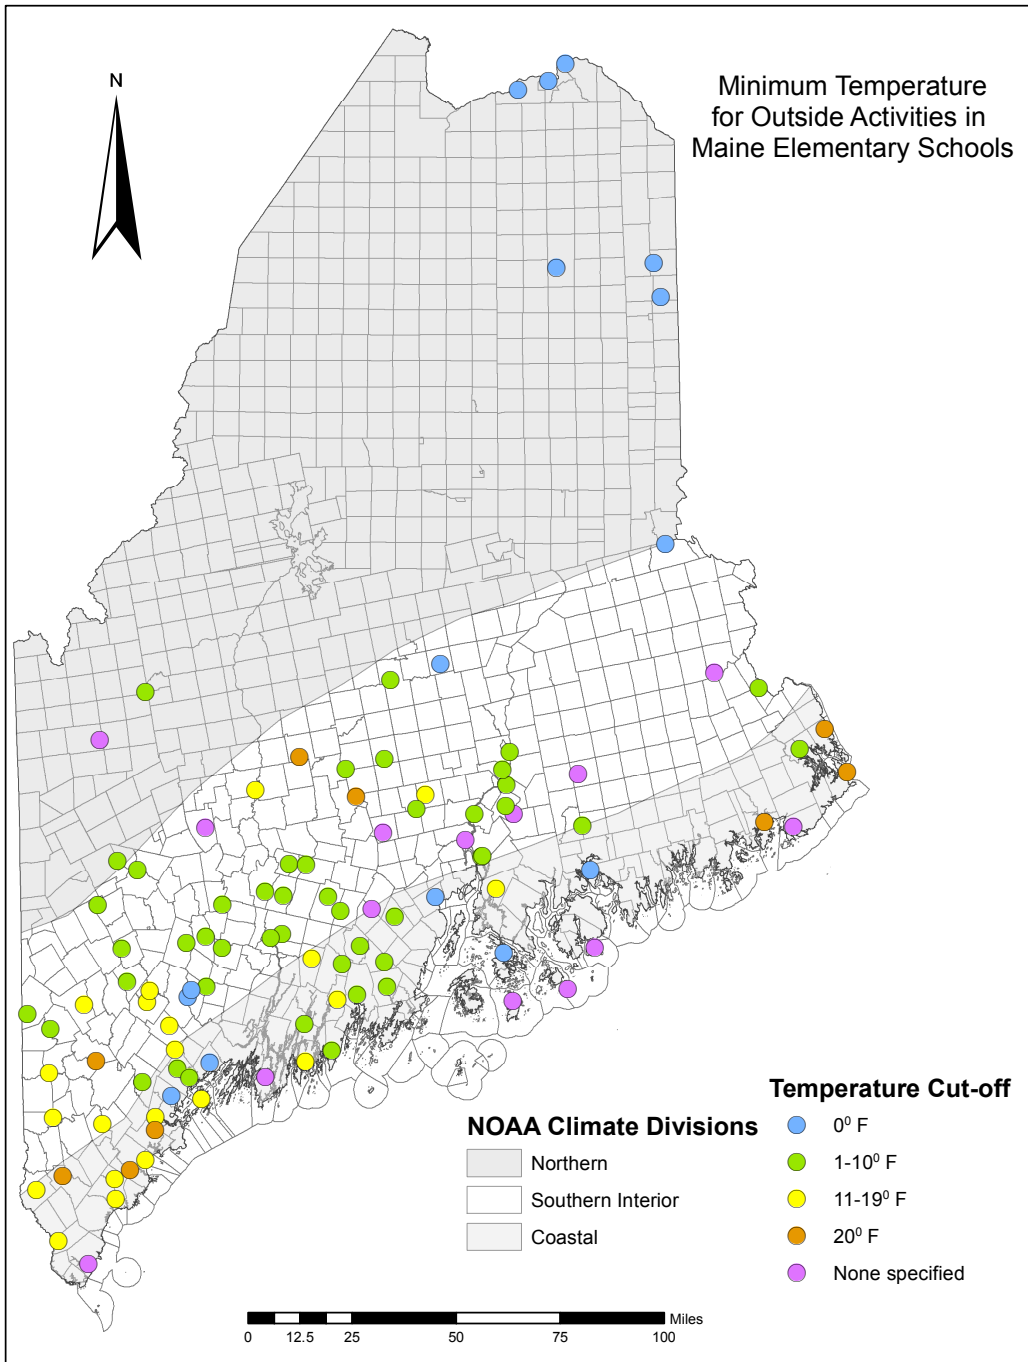 N
Minimum Temperature
for Outside Activities in
Maine Elementary Schools
Temperature Cut-off
0⁰ F
1-10⁰ F
11-19⁰ F
20⁰ F
None specified
NOAA Climate Divisions
Northern
Southern Interior
Coastal
Miles
0 12.5 25 50 75 100